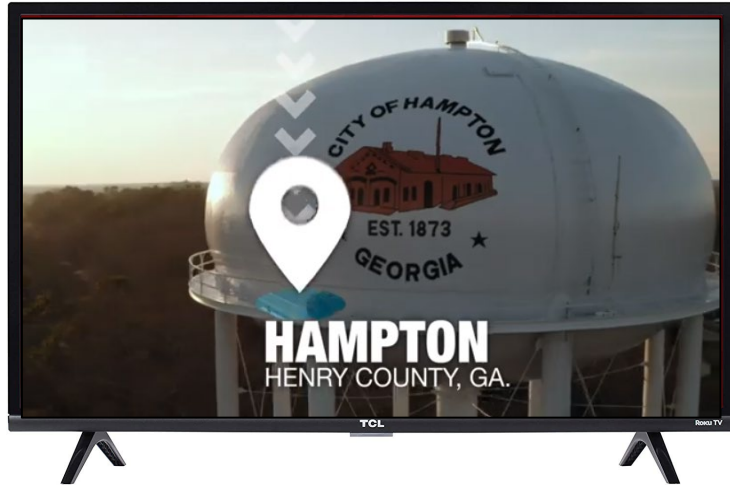 CITY OF HAMPTON
EST. 1873
GEORGIA
HAMPTON
HENRY COUNTY, GA.
TCL
Roku TV